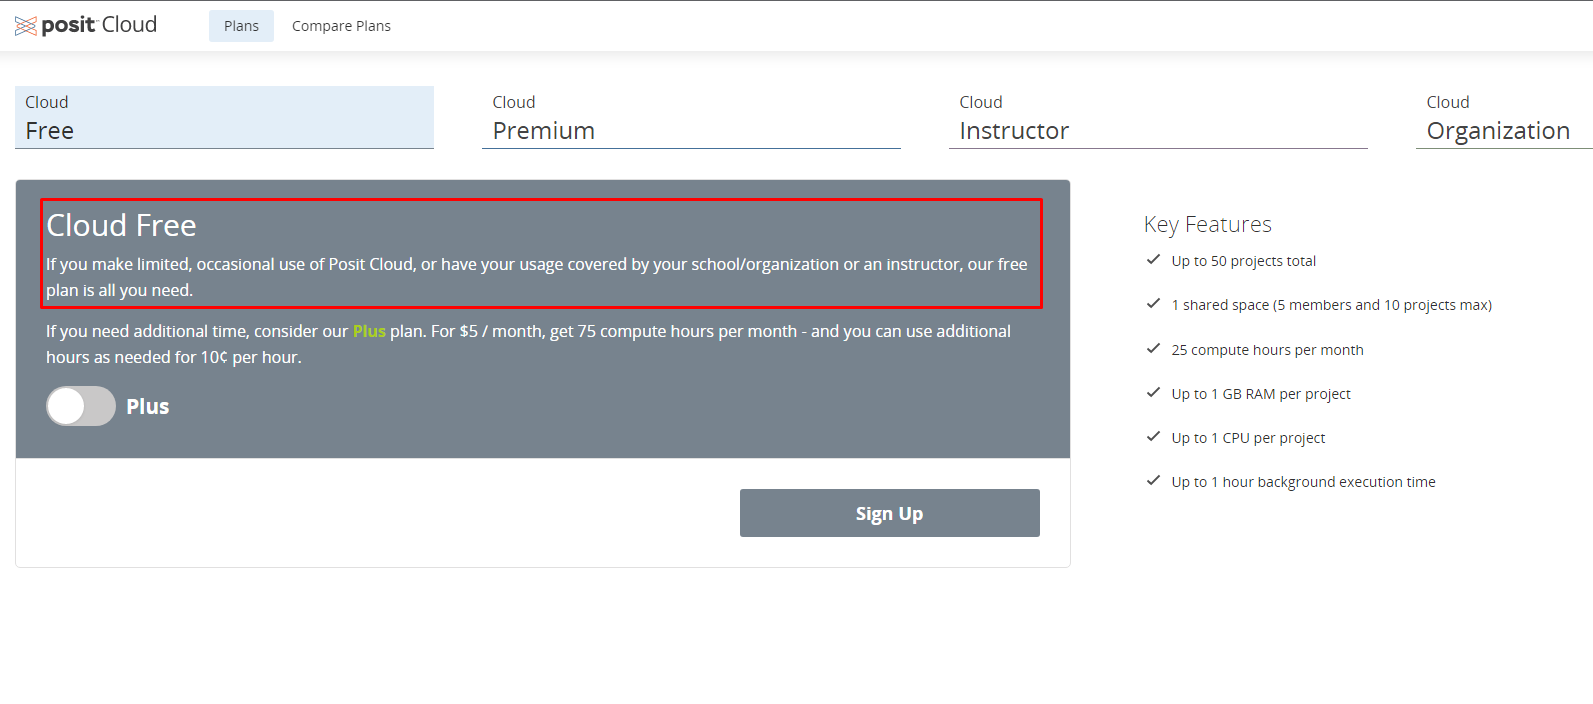 posit Cloud
Plans
Compare Plans
Cloud
Free
Cloud
Premium
Cloud
Instructor
Cloud
Organization
Cloud Free
If you make limited, occasional use of Posit Cloud, or have your usage covered by your school/organization or an instructor, our free
plan is all you need.
If you need additional time, consider our Plus plan. For $5 / month, get 75 compute hours per month - and you can use additional
hours as needed for 10¢ per hour.
Plus
Sign Up
Key Features
Up to 50 projects total
1 shared space (5 members and 10 projects max)
25 compute hours per month
Up to 1 GB RAM per project
Up to 1 CPU per project
Up to 1 hour background execution time